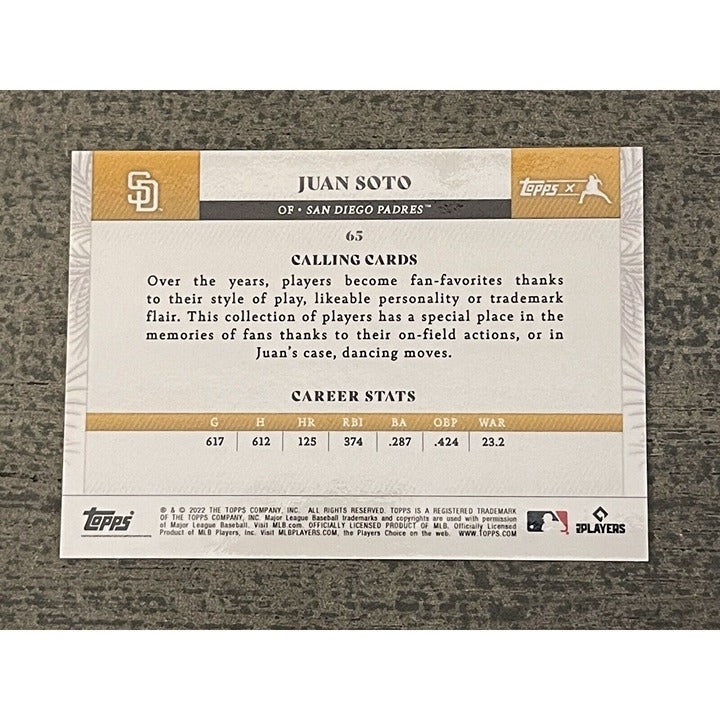 SD
JUAN SOTO
TOPPS X
OF • SAN DIEGO PADRES™
65
CALLING CARDS
Over the years, players become fan-favorites thanks
to their style of play, likeable personality or trademark
flair. This collection of players has a special place in the
memories of fans thanks to their on-field actions, or in
Juan's case, dancing moves.
CAREER STATS
G H HR RBI BA OBP WAR
617 612 125 374 .287 .424 23.2
TOPPS
® & © 2022 THE TOPPS COMPANY, INC. ALL RIGHTS RESERVED. TOPPS IS A REGISTERED TRADEMARK
OF THE TOPPS COMPANY, INC. Major League Baseball trademarks and copyrights are used with permission
of Major League Baseball. Visit MLB.com. OFFICIALLY LICENSED PRODUCT OF MLB. Officially Licensed
Product of MLB Players, Inc. Visit MLBPLAYERS.COM, the Players Choice on the web. WWW.TOPPS.COM
PLAYERS